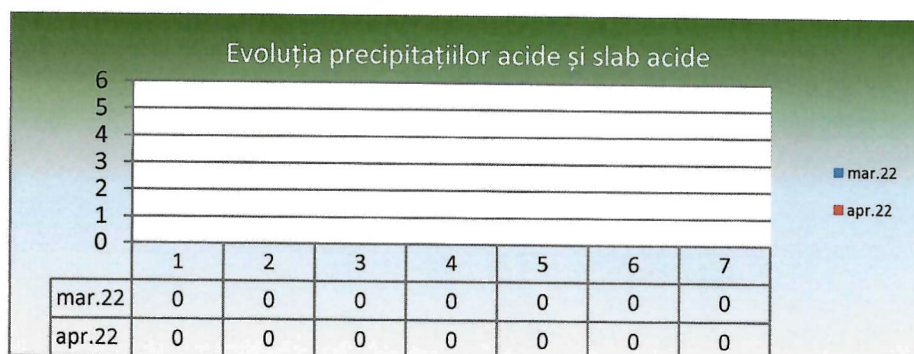 Evoluția precipitațiilor acide și slab acide
6
5
4
3
2
1
0
mar.22
apr.22
1 2 3 4 5 6 7
mar.22 0 0 0 0 0 0 0
apr.22 0 0 0 0 0 0 0